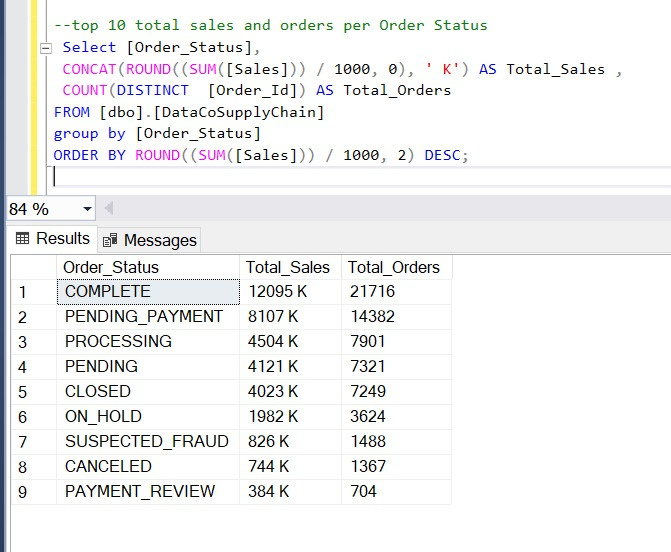 --top 10 total sales and orders per Order Status
Select [Order_Status],
CONCAT(ROUND((SUM([Sales])) / 1000, 0), ' K') AS Total_Sales ,
COUNT(DISTINCT  [Order_Id]) AS Total_Orders
FROM [dbo].[DataCoSupplyChain]
group by [Order_Status]
ORDER BY ROUND((SUM([Sales])) / 1000, 2) DESC;
84 %
Results Messages
Order_Status Total_Sales Total_Orders
1 COMPLETE 12095 K 21716
2 PENDING_PAYMENT 8107 K 14382
3 PROCESSING 4504 K 7901
4 PENDING 4121 K 7321
5 CLOSED 4023 K 7249
6 ON_HOLD 1982 K 3624
7 SUSPECTED_FRAUD 826 K 1488
8 CANCELED 744 K 1367
9 PAYMENT_REVIEW 384 K 704